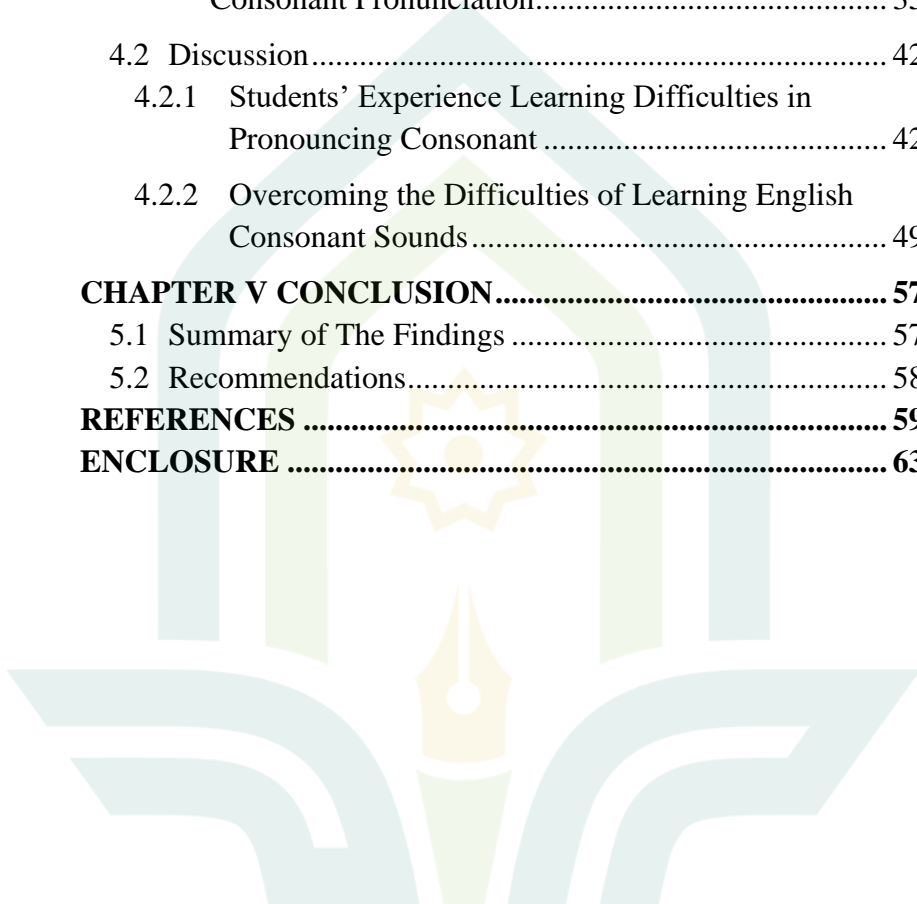 Consonant Pronunciation
4.2 Discussion .......... 42
4.2.1 Students’ Experience Learning Difficulties in
Pronouncing Consonant .......... 42
4.2.2 Overcoming the Difficulties of Learning English
Consonant Sounds .......... 49
CHAPTER V CONCLUSION .......... 57
5.1 Summary of The Findings .......... 57
5.2 Recommendations .......... 58
REFERENCES .......... 59
ENCLOSURE .......... 63